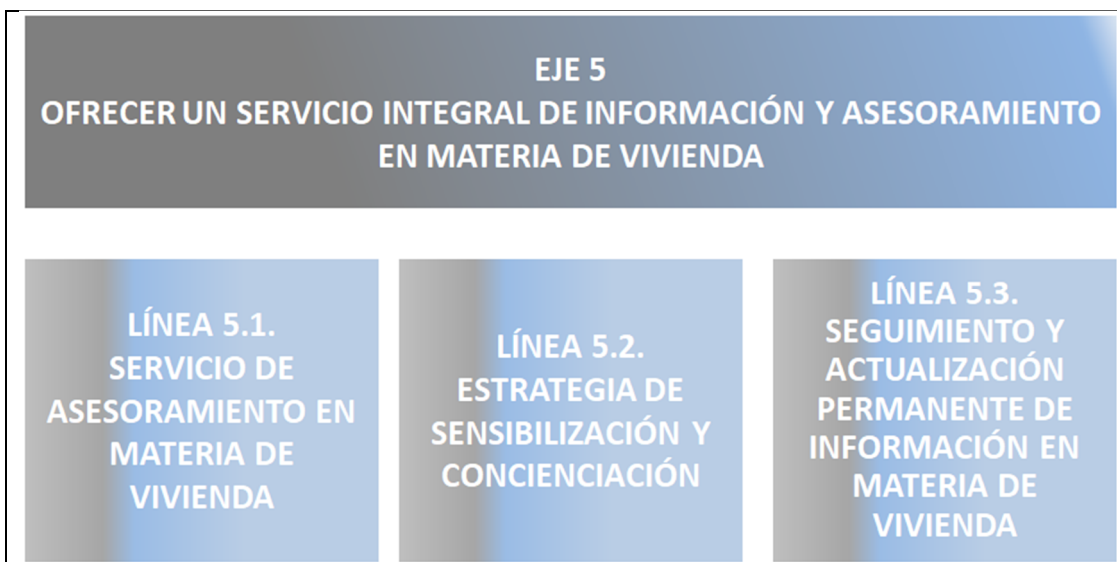 EJE 5
OFRECER UN SERVICIO INTEGRAL DE INFORMACIÓN Y ASESORAMIENTO
EN MATERIA DE VIVIENDA
LÍNEA 5.1.
SERVICIO DE
ASESORAMIENTO EN
MATERIA DE
VIVIENDA
LÍNEA 5.2.
ESTRATEGIA DE
SENSIBILIZACIÓN Y
CONCIENCIACIÓN
LÍNEA 5.3.
SEGUIMIENTO Y
ACTUALIZACIÓN
PERMANENTE DE
INFORMACIÓN EN
MATERIA DE
VIVIENDA